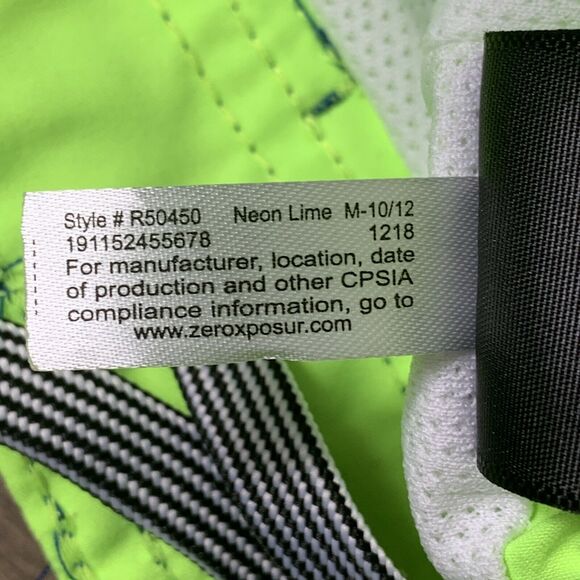 Style # R50450 Neon Lime M-10/12
191152455678 1218
For manufacturer, location, date
of production and other CPSIA
compliance information, go to
www.zeroxposur.com